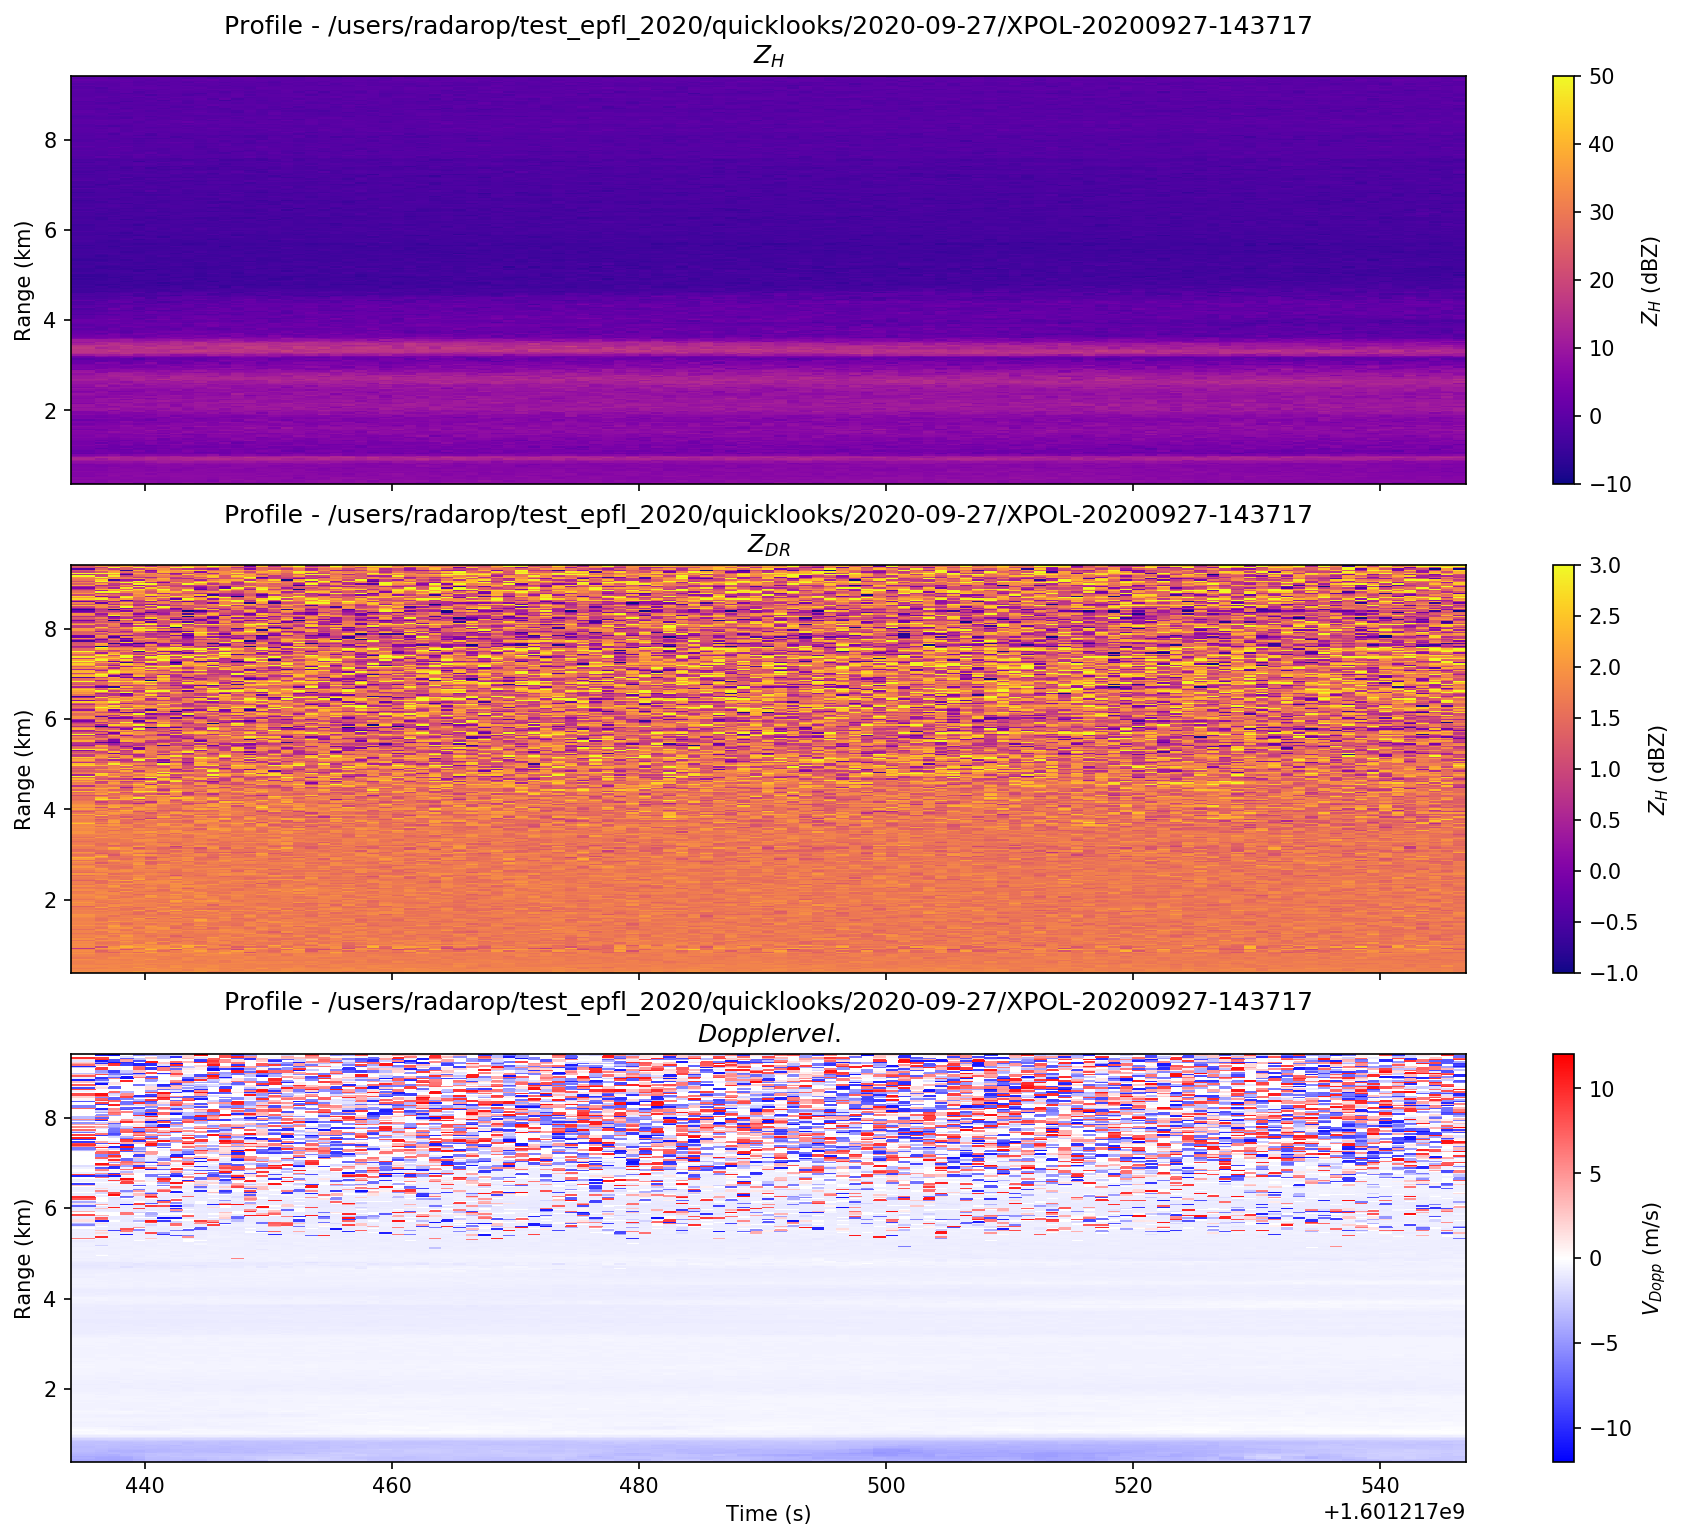 Profile - /users/radarop/test_epfl_2020/quicklooks/2020-09-27/XPOL-20200927-143717
Z_H
8
6
4
2
Range (km)
50
40
30
20
10
0
−10
Z_H (dBZ)
Profile - /users/radarop/test_epfl_2020/quicklooks/2020-09-27/XPOL-20200927-143717
Z_DR
8
6
4
2
Range (km)
3.0
2.5
2.0
1.5
1.0
0.5
0.0
−0.5
−1.0
Z_H (dBZ)
Profile - /users/radarop/test_epfl_2020/quicklooks/2020-09-27/XPOL-20200927-143717
Dopplervel.
8
6
4
2
Range (km)
10
5
0
−5
−10
V_Dopp (m/s)
440 460 480 500 520 540
Time (s)
+1.601217e9